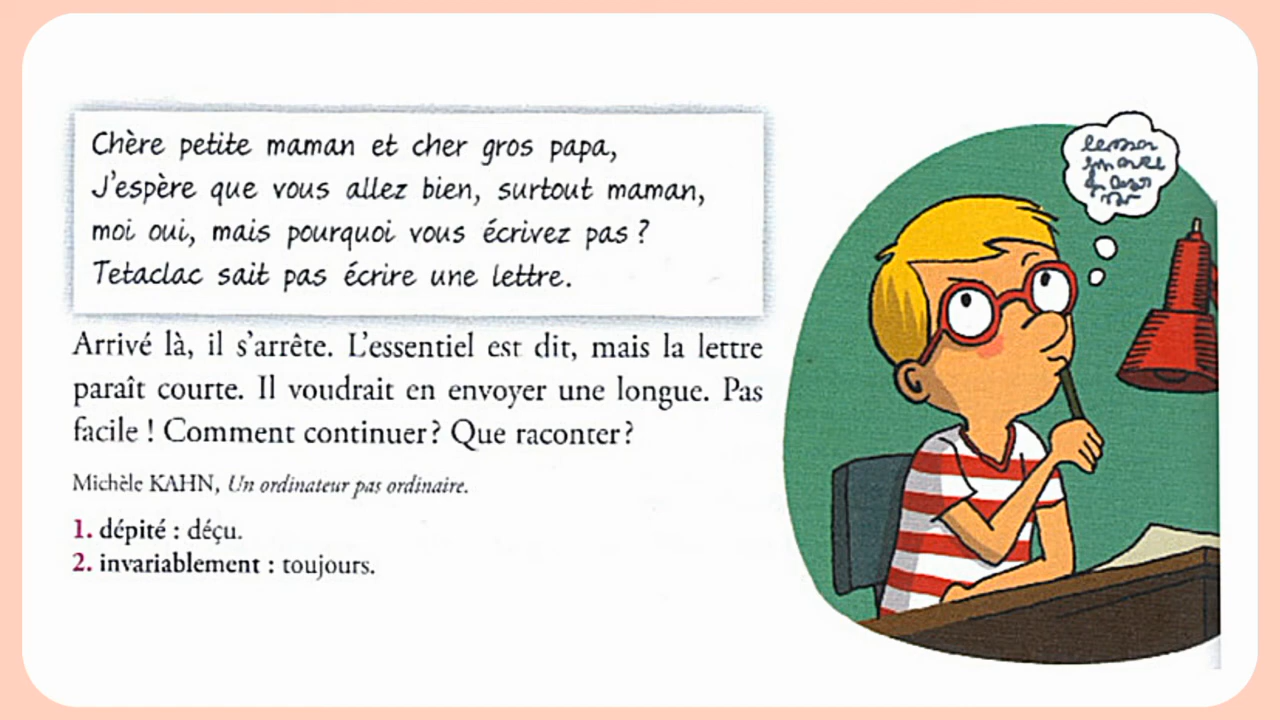 Chère petite maman et cher gros papa,
J'espère que vous allez bien, surtout maman,
moi oui, mais pourquoi vous écrivez pas ?
Tetaclac sait pas écrire une lettre.
Arrivé là, il s'arrête. L'essentiel est dit, mais la lettre
paraît courte. Il voudrait en envoyer une longue. Pas
facile ! Comment continuer ? Que raconter ?
Michèle KAHN, Un ordinateur pas ordinaire.
1. dépité : déçu.
2. invariablement : toujours.